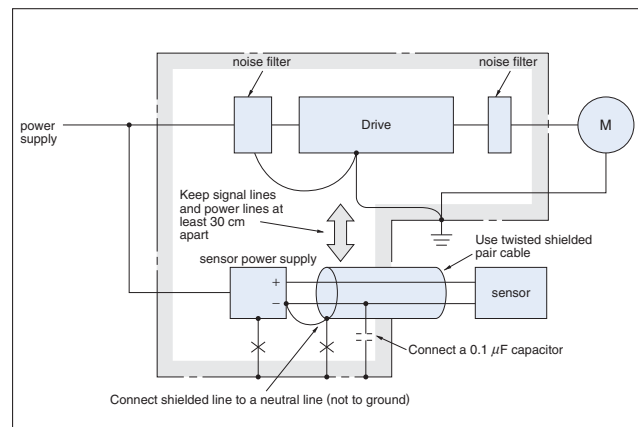 noise filter
noise filter
power
supply
Drive
M
Keep signal lines
and power lines at
least 30 cm
apart
Use twisted shielded
pair cable
sensor power supply
+
−
sensor
Connect a 0.1 μF capacitor
Connect shielded line to a neutral line (not to ground)